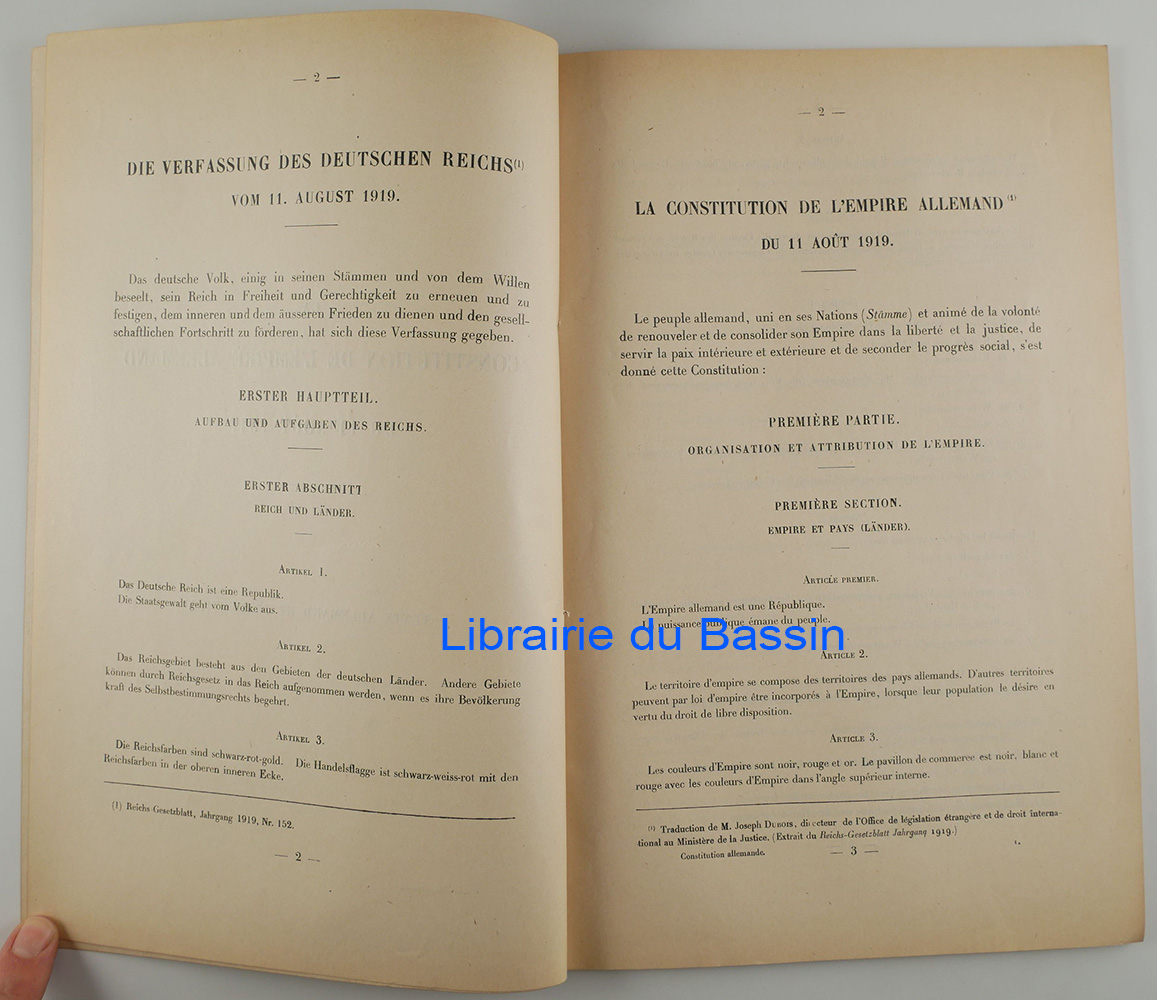 — 2 —
DIE VERFASSUNG DES DEUTSCHEN REICHS(1)
VOM 11. AUGUST 1919.
Das deutsche Volk, einig in seinen Stämmen und von dem Willen
beseelt, sein Reich in Freiheit und Gerechtigkeit zu erneuen und zu
festigen, dem inneren und dem äusseren Frieden zu dienen und den gesell-
schaftlichen Fortschritt zu förderen, hat sich diese Verfassung gegeben.
ERSTER HAUPTTEIL.
AUFBAU UND AUFGABEN DES REICHS.
ERSTER ABSCHNITT
REICH UND LÄNDER.
ARTIKEL 1.
Das Deutsche Reich ist eine Republik.
Die Staatsgewalt geht vom Volke aus.
ARTIKEL 2.
Das Reichsgebiet besteht aus den Gebieten der deutschen Länder. Andere Gebiete
können durch Reichsgesetz in das Reich aufgenommen werden, wenn es ihre Bevölkerung
kraft des Selbstbestimmungsrechts begehrt.
ARTIKEL 3.
Die Reichsfarben sind schwarz-rot-gold. Die Handelsflagge ist schwarz-weiss-rot mit den
Reichsfarben in der oberen inneren Ecke.
(1) Reichs-Gesetzblatt, Jahrgang 1919, Nr. 152.
— 2 —
— 2 —
LA CONSTITUTION DE L'EMPIRE ALLEMAND (1)
DU 11 AOÛT 1919.
Le peuple allemand, uni en ses Nations (Stämme) et animé de la volonté
de renouveler et de consolider son Empire dans la liberté et la justice, de
servir la paix intérieure et extérieure et de seconder le progrès social, s'est
donné cette Constitution :
PREMIÈRE PARTIE.
ORGANISATION ET ATTRIBUTION DE L'EMPIRE.
PREMIÈRE SECTION.
EMPIRE ET PAYS (LÄNDER).
ARTICLE PREMIER.
L'Empire allemand est une République.
La puissance publique émane du peuple.
Librairie du Bassin
ARTICLE 2.
Le territoire d'empire se compose des territoires des pays allemands. D'autres territoires
peuvent par loi d'empire être incorporés à l'Empire, lorsque leur population le désire en
vertu du droit de libre disposition.
ARTICLE 3.
Les couleurs d'Empire sont noir, rouge et or. Le pavillon de commerce est noir, blanc et
rouge avec les couleurs d'Empire dans l'angle supérieur interne.
(1) Traduction de M. Joseph DUBOIS, directeur de l'Office de législation étrangère et de droit interna-
tional au Ministère de la Justice. (Extrait du Reichs-Gesetzblatt Jahrgang 1919.)
Constitution allemande.
— 3 —
1.